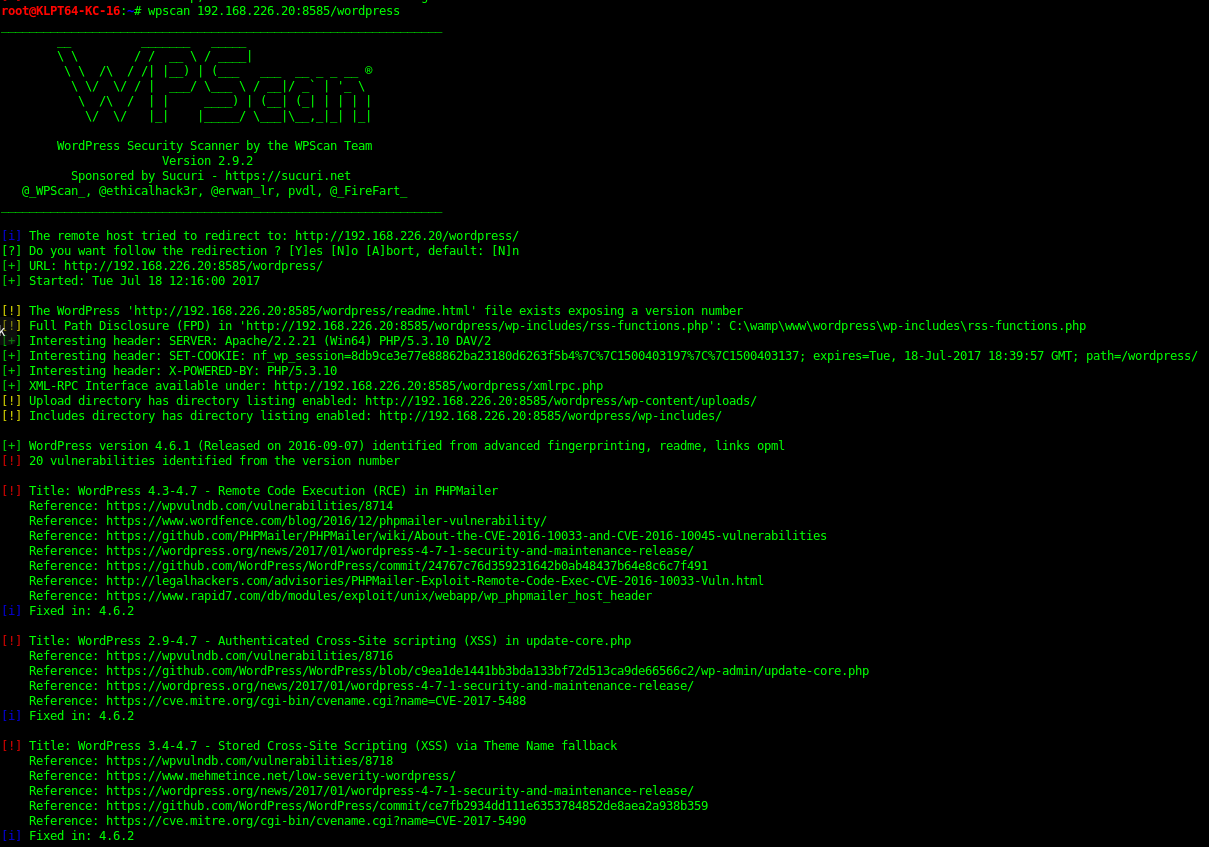 root@KLPT64-KC-16:~# wpscan 192.168.226.20:8585/wordpress
_______________________________________________________________
        __          _______   _____
        \ \        / /  __ \ / ____|
         \ \  /\  / /| |__) | (___   ___  __ _ _ __ ®
          \ \/  \/ / |  ___/ \___ \ / __|/ _` | '_ \
           \  /\  /  | |     ____) | (__| (_| | | | |
            \/  \/   |_|    |_____/ \___|\__,_|_| |_|
WordPress Security Scanner by the WPScan Team
Version 2.9.2
Sponsored by Sucuri - https://sucuri.net
@_WPScan_, @ethicalhack3r, @erwan_lr, pvdl, @_FireFart_
_______________________________________________________________
[i] The remote host tried to redirect to: http://192.168.226.20/wordpress/
[?] Do you want follow the redirection ? [Y]es [N]o [A]bort, default: [N]n
[+] URL: http://192.168.226.20:8585/wordpress/
[+] Started: Tue Jul 18 12:16:00 2017
[!] The WordPress 'http://192.168.226.20:8585/wordpress/readme.html' file exists exposing a version number
[!] Full Path Disclosure (FPD) in 'http://192.168.226.20:8585/wordpress/wp-includes/rss-functions.php': C:\wamp\www\wordpress\wp-includes\rss-functions.php
[+] Interesting header: SERVER: Apache/2.2.21 (Win64) PHP/5.3.10 DAV/2
[+] Interesting header: SET-COOKIE: nf_wp_session=8db9ce3e77e88862ba23180d6263f5b4%7C%7C1500403197%7C%7C1500403137; expires=Tue, 18-Jul-2017 18:39:57 GMT; path=/wordpress/
[+] Interesting header: X-POWERED-BY: PHP/5.3.10
[+] XML-RPC Interface available under: http://192.168.226.20:8585/wordpress/xmlrpc.php
[!] Upload directory has directory listing enabled: http://192.168.226.20:8585/wordpress/wp-content/uploads/
[!] Includes directory has directory listing enabled: http://192.168.226.20:8585/wordpress/wp-includes/
[+] WordPress version 4.6.1 (Released on 2016-09-07) identified from advanced fingerprinting, readme, links opml
[!] 20 vulnerabilities identified from the version number
[!] Title: WordPress 4.3-4.7 - Remote Code Execution (RCE) in PHPMailer
Reference: https://wpvulndb.com/vulnerabilities/8714
Reference: https://www.wordfence.com/blog/2016/12/phpmailer-vulnerability/
Reference: https://github.com/PHPMailer/PHPMailer/wiki/About-the-CVE-2016-10033-and-CVE-2016-10045-vulnerabilities
Reference: https://wordpress.org/news/2017/01/wordpress-4-7-1-security-and-maintenance-release/
Reference: https://github.com/WordPress/WordPress/commit/24767c76d359231642b0ab48437b64e8c6c7f491
Reference: http://legalhackers.com/advisories/PHPMailer-Exploit-Remote-Code-Exec-CVE-2016-10033-Vuln.html
Reference: https://www.rapid7.com/db/modules/exploit/unix/webapp/wp_phpmailer_host_header
[i] Fixed in: 4.6.2
[!] Title: WordPress 2.9-4.7 - Authenticated Cross-Site scripting (XSS) in update-core.php
Reference: https://wpvulndb.com/vulnerabilities/8716
Reference: https://github.com/WordPress/WordPress/blob/c9ea1de1441bb3bda133bf72d513ca9de66566c2/wp-admin/update-core.php
Reference: https://wordpress.org/news/2017/01/wordpress-4-7-1-security-and-maintenance-release/
Reference: https://cve.mitre.org/cgi-bin/cvename.cgi?name=CVE-2017-5488
[i] Fixed in: 4.6.2
[!] Title: WordPress 3.4-4.7 - Stored Cross-Site Scripting (XSS) via Theme Name fallback
Reference: https://wpvulndb.com/vulnerabilities/8718
Reference: https://www.mehmetince.net/low-severity-wordpress/
Reference: https://wordpress.org/news/2017/01/wordpress-4-7-1-security-and-maintenance-release/
Reference: https://github.com/WordPress/WordPress/commit/ce7fb2934dd111e6353784852de8aea2a938b359
Reference: https://cve.mitre.org/cgi-bin/cvename.cgi?name=CVE-2017-5490
[i] Fixed in: 4.6.2